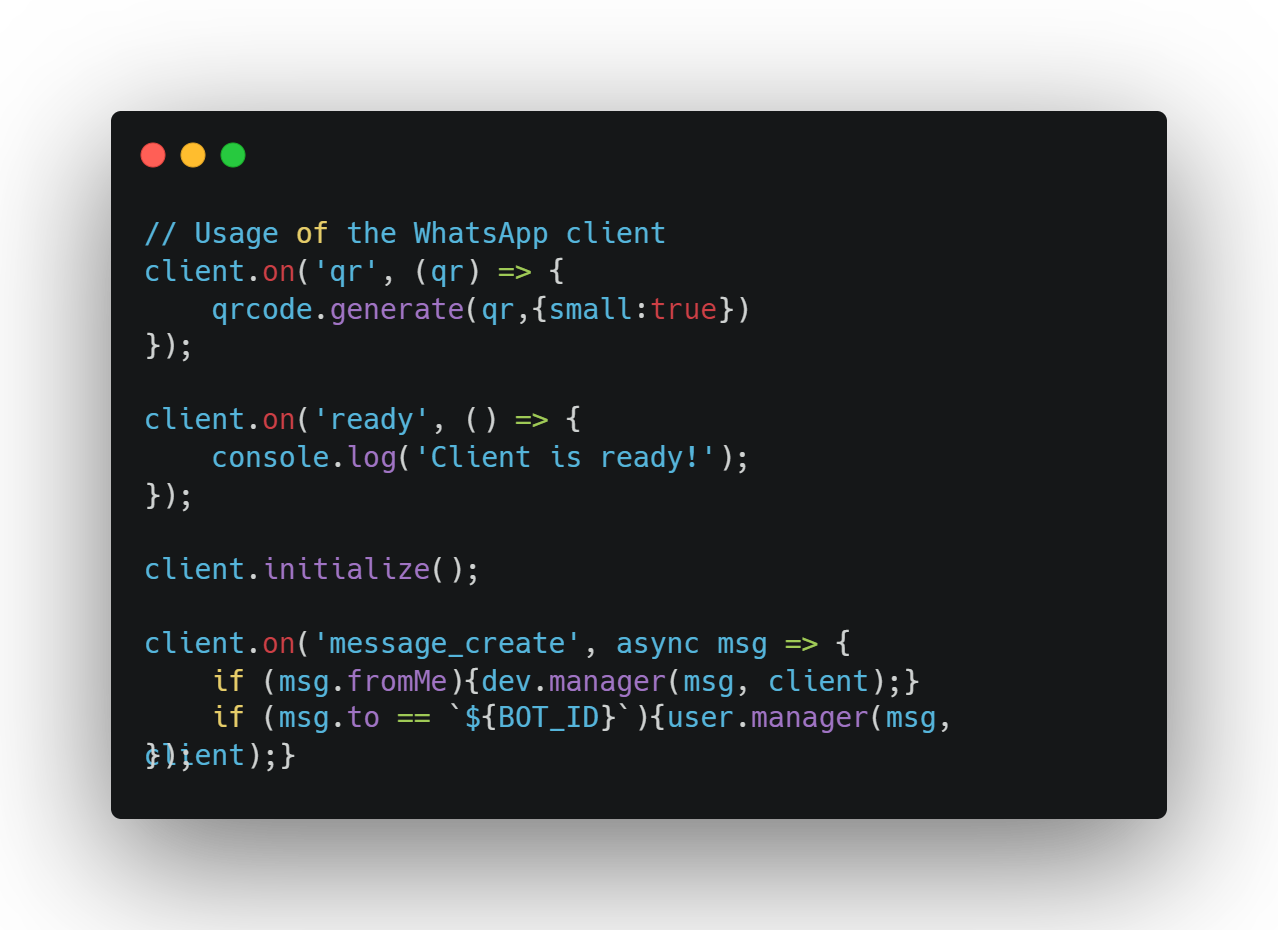 // Usage of the WhatsApp client
client.on('qr', (qr) => {
    qrcode.generate(qr,{small:true})
});

client.on('ready', () => {
    console.log('Client is ready!');
});

client.initialize();

client.on('message_create', async msg => {
    if (msg.fromMe){dev.manager(msg, client);}
    if (msg.to == `${BOT_ID}`){user.manager(msg,
client);}
});